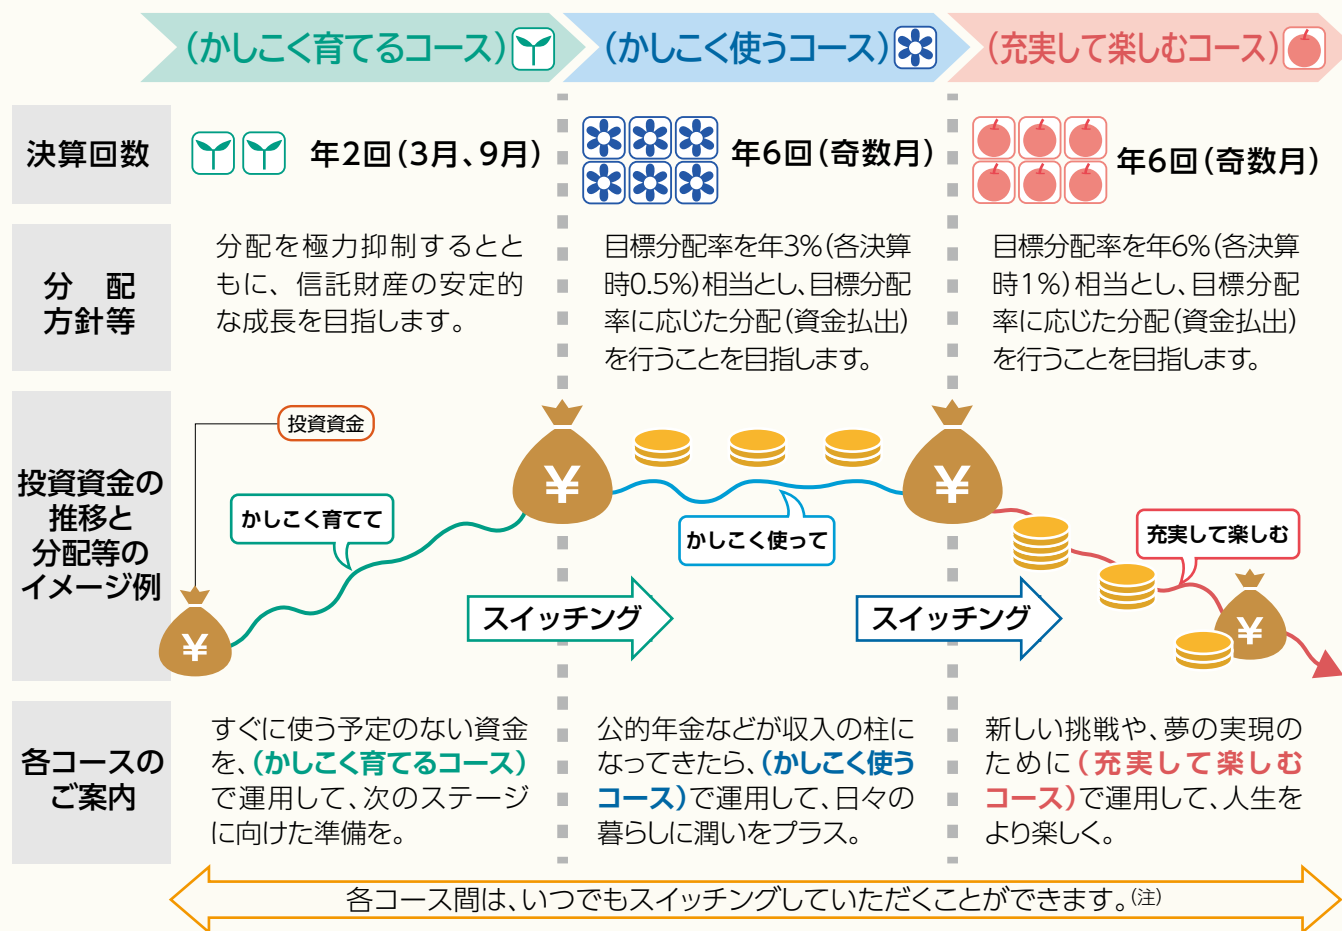 (かしこく育てるコース)
(かしこく使うコース)
(充実して楽しむコース)
決算回数
年2回(3月、9月)
年6回(奇数月)
年6回(奇数月)
分 配
方針等
分配を極力抑制するとと
もに、信託財産の安定的
な成長を目指します。
目標分配率を年3%(各決算
時0.5%)相当とし、目標分配
率に応じた分配(資金払出)
を行うことを目指します。
目標分配率を年6%(各決算
時1%)相当とし、目標分配
率に応じた分配(資金払出)
を行うことを目指します。
投資資金の
推移と
分配等の
イメージ例
投資資金
¥
かしこく育てて
¥
スイッチング
かしこく使って
¥
スイッチング
充実して楽しむ
¥
各コースの
ご案内
すぐに使う予定のない資金
を、(かしこく育てるコース)
で運用して、次のステージ
に向けた準備を。
公的年金などが収入の柱に
なってきたら、(かしこく使う
コース)で運用して、日々の
暮らしに潤いをプラス。
新しい挑戦や、夢の実現の
ために(充実して楽しむ
コース)で運用して、人生を
より楽しく。
各コース間は、いつでもスイッチングしていただくことができます。(注)